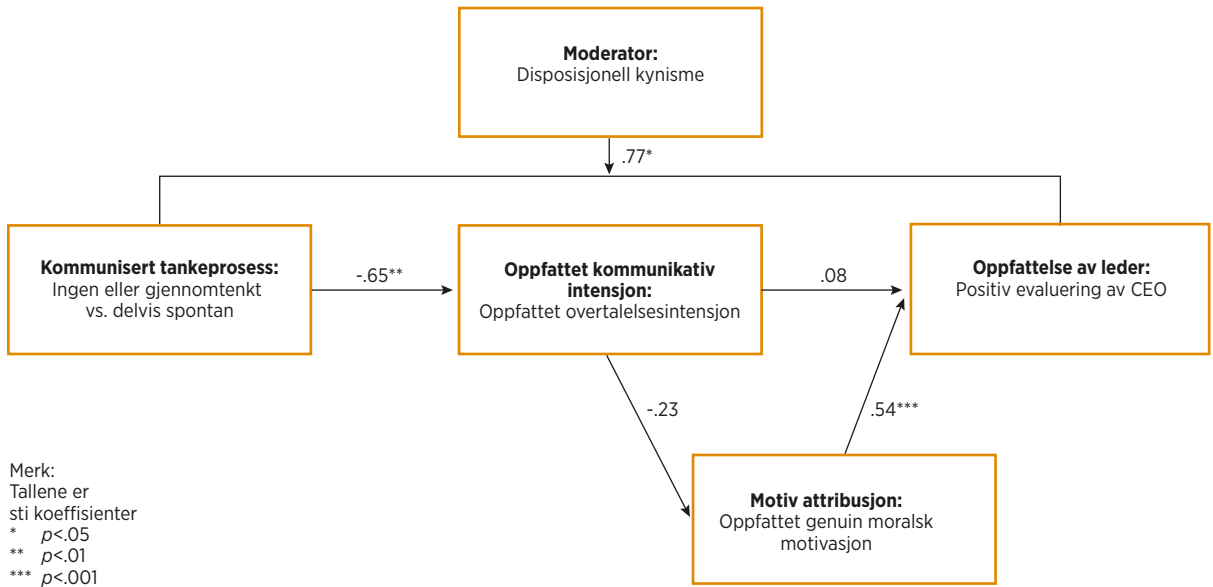 Moderator:
Disposisjonell kynisme
.77*
Kommunisert tankeprosess:
Ingen eller gjennomtenkt
vs. delvis spontan
-.65**
Oppfattet kommunikativ
intensjon:
Oppfattet overtalelsesintensjon
.08
Oppfattelse av leder:
Positiv evaluering av CEO
-.23
.54***
Motiv attribusjon:
Oppfattet genuin moralsk
motivasjon
Merk:
Tallene er
sti koeffisienter
* p<.05
** p<.01
*** p<.001